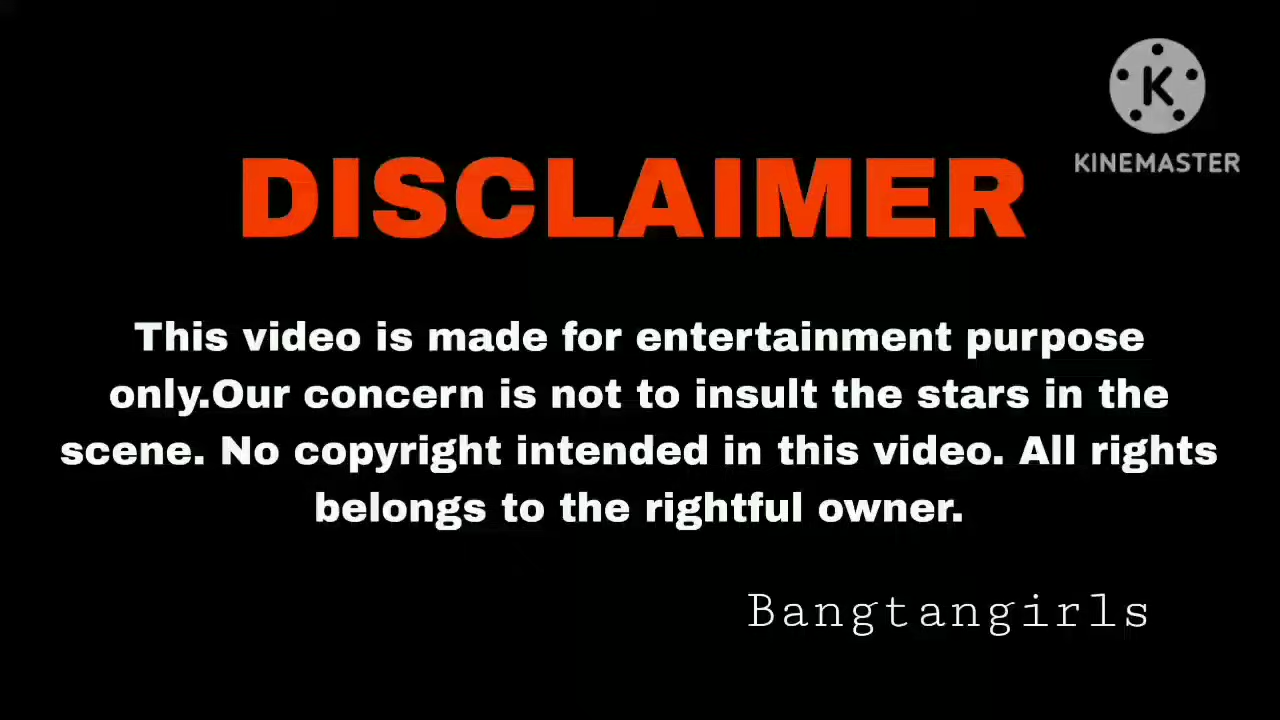 K
KINEMASTER
DISCLAIMER
This video is made for entertainment purpose
only.Our concern is not to insult the stars in the
scene. No copyright intended in this video. All rights
belongs to the rightful owner.
Bangtangirls